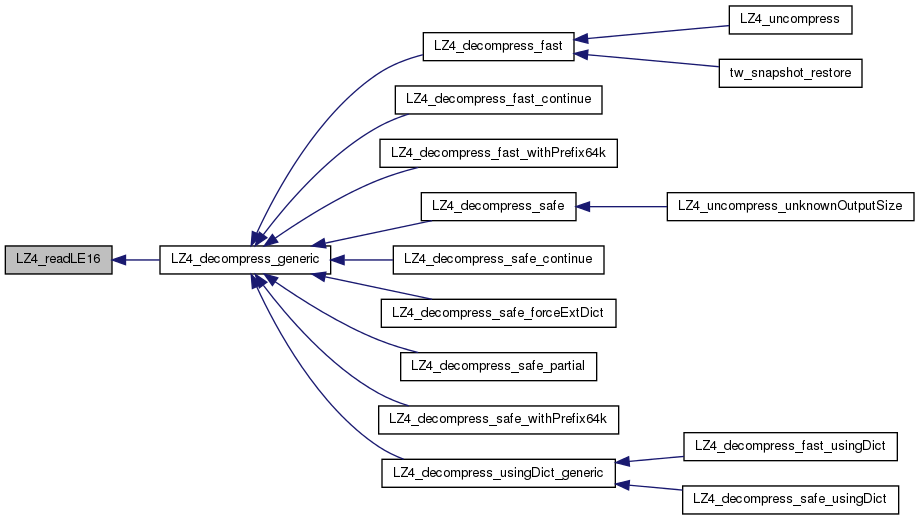 LZ4_uncompress
LZ4_decompress_fast
tw_snapshot_restore
LZ4_decompress_fast_continue
LZ4_decompress_fast_withPrefix64k
LZ4_decompress_safe
LZ4_uncompress_unknownOutputSize
LZ4_readLE16
LZ4_decompress_generic
LZ4_decompress_safe_continue
LZ4_decompress_safe_forceExtDict
LZ4_decompress_safe_partial
LZ4_decompress_safe_withPrefix64k
LZ4_decompress_fast_usingDict
LZ4_decompress_usingDict_generic
LZ4_decompress_safe_usingDict